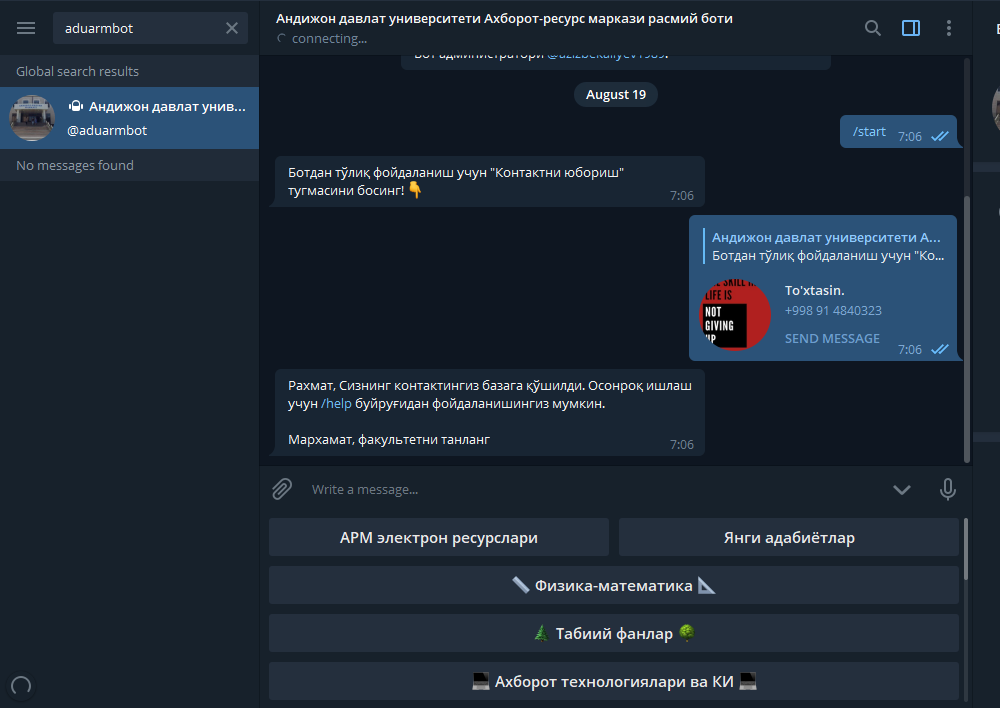 aduarmbot
Global search results
Андижон давлат унив...
@aduarmbot
No messages found
Андижон давлат университети Ахборот-ресурс маркази расмий боти
connecting...
Бот администратори @azizbekaliyev1989.
August 19
/start 7:06
Ботдан тўлиқ фойдаланиш учун "Контактни юбориш"
тугмасини босинг! 👇
7:06
Андижон давлат университети А...
Ботдан тўлиқ фойдаланиш учун "Ко...
LIFE IS
NOT
GIVING
UP
To'xtasin.
+998 91 4840323
SEND MESSAGE
7:06
Рахмат, Сизнинг контактингиз базага қўшилди. Осонроқ ишлаш
учун /help буйруғидан фойдаланишингиз мумкин.
Мархамат, факультетни танланг
7:06
Write a message...
АРМ электрон ресурслари
Янги адабиётлар
📏 Физика-математика 📐
🌲 Табиий фанлар 🌳
💻 Ахборот технологиялари ва КИ 💻